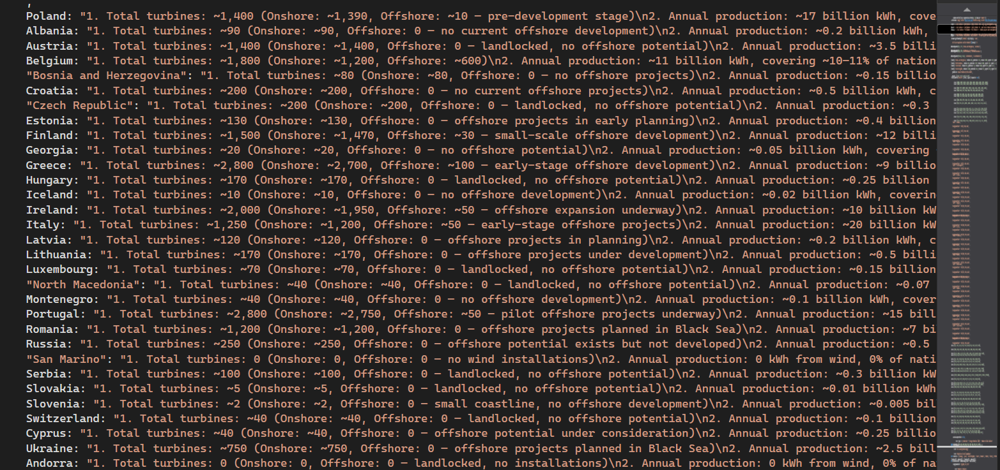 ,
Poland: "1. Total turbines: ~1,400 (Onshore: ~1,390, Offshore: ~10 – pre-development stage)\n2. Annual production: ~17 billion kWh, cove
Albania: "1. Total turbines: ~90 (Onshore: ~90, Offshore: 0 – no current offshore development)\n2. Annual production: ~0.2 billion kWh,
Austria: "1. Total turbines: ~1,400 (Onshore: ~1,400, Offshore: 0 – landlocked, no offshore potential)\n2. Annual production: ~3.5 billi
Belgium: "1. Total turbines: ~1,800 (Onshore: ~1,200, Offshore: ~600)\n2. Annual production: ~11 billion kWh, covering ~10–11% of nation
"Bosnia and Herzegovina": "1. Total turbines: ~80 (Onshore: ~80, Offshore: 0 – no offshore projects)\n2. Annual production: ~0.15 billio
Croatia: "1. Total turbines: ~200 (Onshore: ~200, Offshore: 0 – no current offshore projects)\n2. Annual production: ~0.5 billion kWh, c
"Czech Republic": "1. Total turbines: ~200 (Onshore: ~200, Offshore: 0 – landlocked, no offshore potential)\n2. Annual production: ~0.3
Estonia: "1. Total turbines: ~130 (Onshore: ~130, Offshore: 0 – offshore projects in early planning)\n2. Annual production: ~0.4 billion
Finland: "1. Total turbines: ~1,500 (Onshore: ~1,470, Offshore: ~30 – small-scale offshore development)\n2. Annual production: ~12 billi
Georgia: "1. Total turbines: ~20 (Onshore: ~20, Offshore: 0 – no offshore potential)\n2. Annual production: ~0.05 billion kWh, covering
Greece: "1. Total turbines: ~2,800 (Onshore: ~2,700, Offshore: ~100 – early-stage offshore development)\n2. Annual production: ~9 billio
Hungary: "1. Total turbines: ~170 (Onshore: ~170, Offshore: 0 – landlocked, no offshore potential)\n2. Annual production: ~0.25 billion
Iceland: "1. Total turbines: ~10 (Onshore: ~10, Offshore: 0 – no offshore development)\n2. Annual production: ~0.02 billion kWh, coverin
Ireland: "1. Total turbines: ~2,000 (Onshore: ~1,950, Offshore: ~50 – offshore expansion underway)\n2. Annual production: ~10 billion kW
Italy: "1. Total turbines: ~1,250 (Onshore: ~1,200, Offshore: ~50 – early-stage offshore projects)\n2. Annual production: ~20 billion kW
Latvia: "1. Total turbines: ~120 (Onshore: ~120, Offshore: 0 – offshore projects in planning)\n2. Annual production: ~0.2 billion kWh, c
Lithuania: "1. Total turbines: ~170 (Onshore: ~170, Offshore: 0 – offshore projects under development)\n2. Annual production: ~0.5 billi
Luxembourg: "1. Total turbines: ~70 (Onshore: ~70, Offshore: 0 – landlocked, no offshore potential)\n2. Annual production: ~0.15 billion
"North Macedonia": "1. Total turbines: ~40 (Onshore: ~40, Offshore: 0 – landlocked, no offshore potential)\n2. Annual production: ~0.07
Montenegro: "1. Total turbines: ~40 (Onshore: ~40, Offshore: 0 – no offshore development)\n2. Annual production: ~0.1 billion kWh, cover
Portugal: "1. Total turbines: ~2,800 (Onshore: ~2,750, Offshore: ~50 – pilot offshore projects underway)\n2. Annual production: ~15 bill
Romania: "1. Total turbines: ~1,200 (Onshore: ~1,200, Offshore: 0 – offshore projects planned in Black Sea)\n2. Annual production: ~7 bi
Russia: "1. Total turbines: ~250 (Onshore: ~250, Offshore: 0 – offshore potential exists but not developed)\n2. Annual production: ~0.5
"San Marino": "1. Total turbines: 0 (Onshore: 0, Offshore: 0 – no wind installations)\n2. Annual production: 0 kWh from wind, 0% of nati
Serbia: "1. Total turbines: ~100 (Onshore: ~100, Offshore: 0 – landlocked, no offshore potential)\n2. Annual production: ~0.3 billion kW
Slovakia: "1. Total turbines: ~5 (Onshore: ~5, Offshore: 0 – landlocked, no offshore potential)\n2. Annual production: ~0.01 billion kWh
Slovenia: "1. Total turbines: ~2 (Onshore: ~2, Offshore: 0 – small coastline, no offshore development)\n2. Annual production: ~0.005 bil
Switzerland: "1. Total turbines: ~40 (Onshore: ~40, Offshore: 0 – landlocked, no offshore potential)\n2. Annual production: ~0.1 billion
Cyprus: "1. Total turbines: ~40 (Onshore: ~40, Offshore: 0 – offshore potential under consideration)\n2. Annual production: ~0.25 billio
Ukraine: "1. Total turbines: ~750 (Onshore: ~750, Offshore: 0 – offshore projects planned in Black Sea)\n2. Annual production: ~2.5 bill
Andorra: "1. Total turbines: 0 (Onshore: 0, Offshore: 0 – landlocked, no installations)\n2. Annual production: 0 kWh from wind, 0% of na